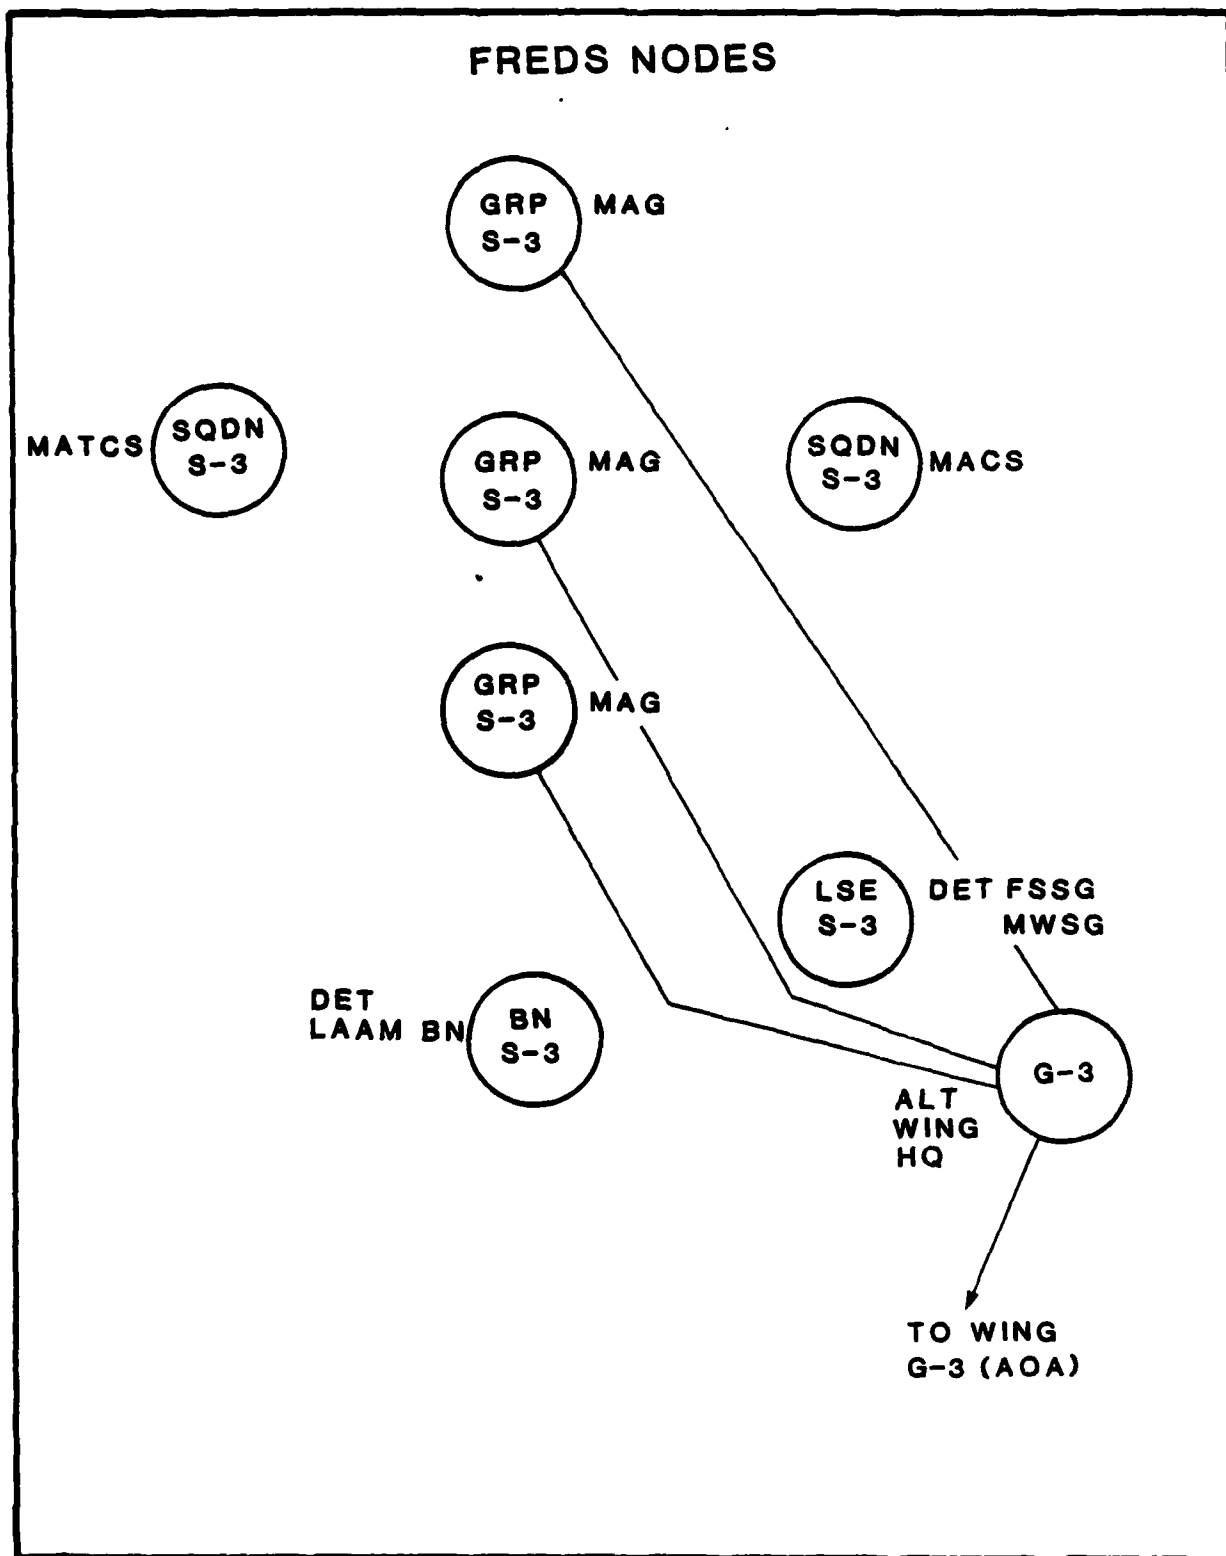 FREDS NODES
GRP
S-3
MAG
MATCS
SQDN
S-3
GRP
S-3
MAG
SQDN
S-3
MACS
GRP
S-3
MAG
LSE
S-3
DET FSSG
MWSG
DET
LAAM BN
BN
S-3
G-3
ALT
WING
HQ
TO WING
G-3 (AOA)